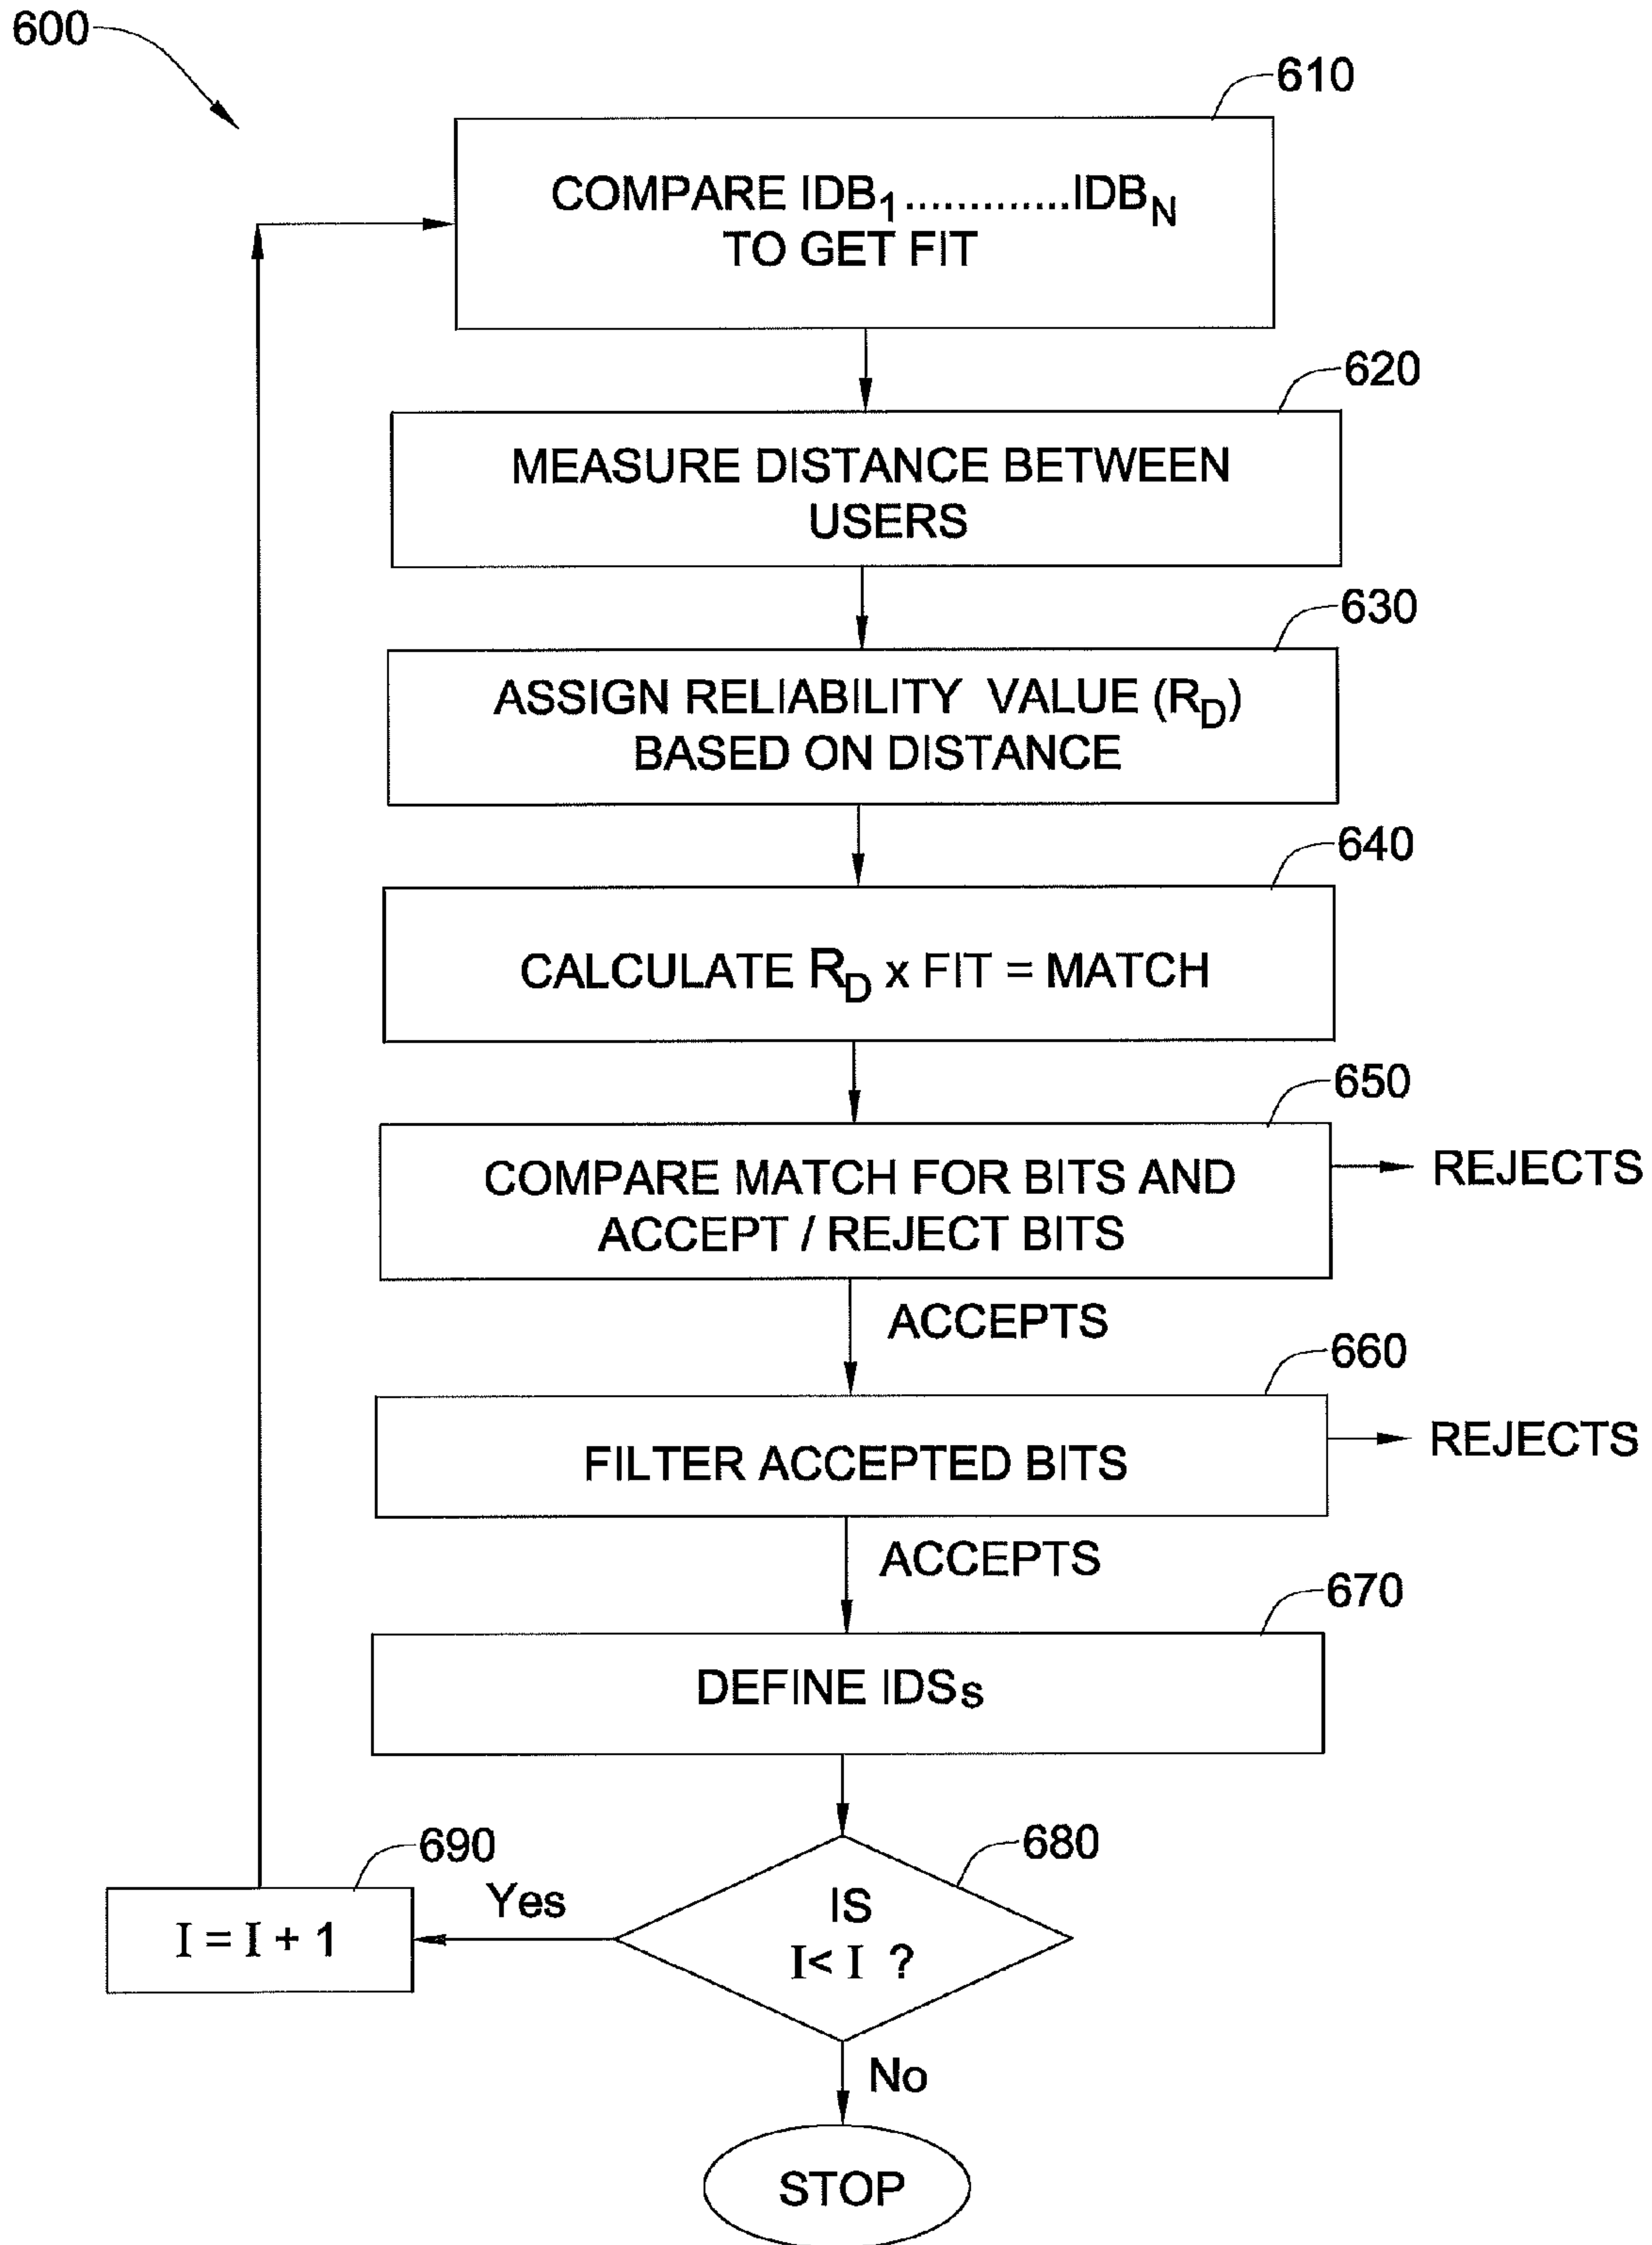 600
610
COMPARE IDB1.............IDBN
TO GET FIT
620
MEASURE DISTANCE BETWEEN
USERS
630
ASSIGN RELIABILITY VALUE (RD)
BASED ON DISTANCE
640
CALCULATE RD x FIT = MATCH
650
COMPARE MATCH FOR BITS AND
ACCEPT / REJECT BITS
REJECTS
ACCEPTS
660
FILTER ACCEPTED BITS
REJECTS
ACCEPTS
670
DEFINE IDSs
680
IS
I< I ?
Yes
690
I = I + 1
No
STOP